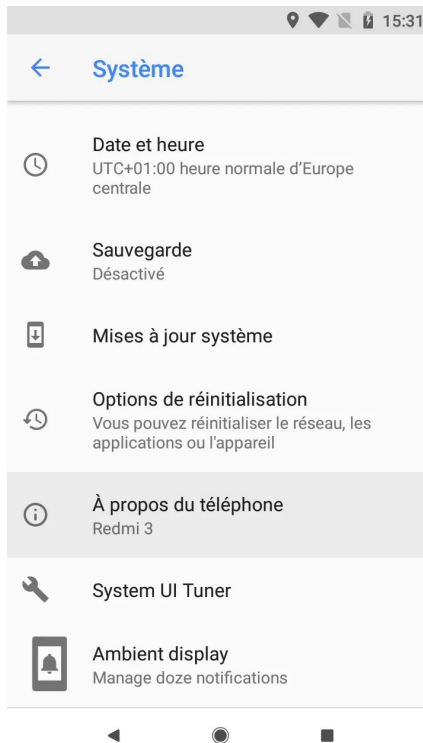 15:31
Système
Date et heure
UTC+01:00 heure normale d’Europe
centrale
Sauvegarde
Désactivé
Mises à jour système
Options de réinitialisation
Vous pouvez réinitialiser le réseau, les
applications ou l'appareil
À propos du téléphone
Redmi 3
System UI Tuner
Ambient display
Manage doze notifications